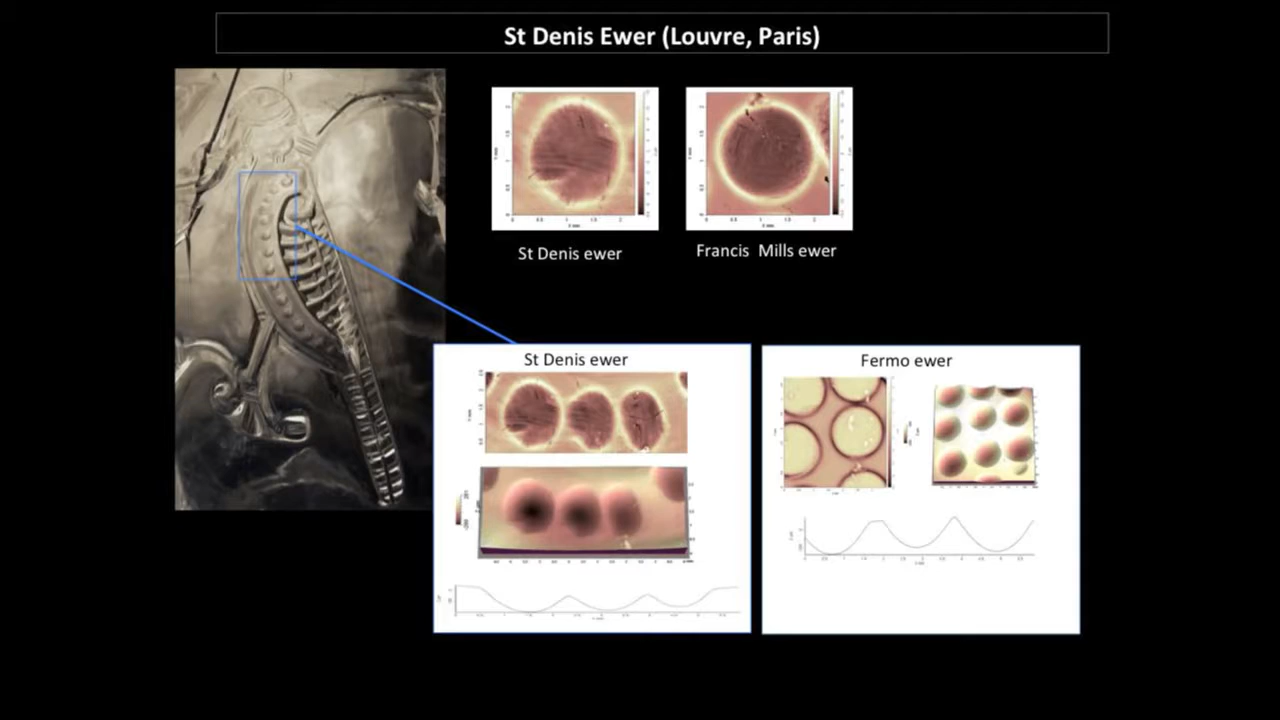 St Denis Ewer (Louvre, Paris)
St Denis ewer
Francis Mills ewer
St Denis ewer
Fermo ewer